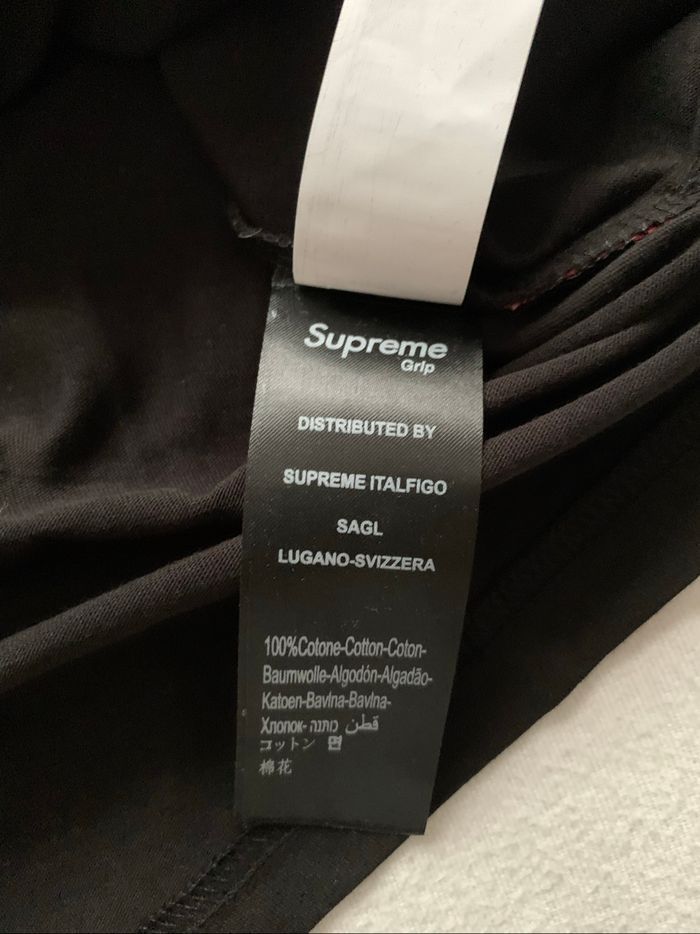 Supreme
Grip
DISTRIBUTED BY
SUPREME ITALFIGO
SAGL
LUGANO-SVIZZERA
100%Cotone-Cotton-Coton-
Baumwolle-Algodón-Algadão-
Katoen-Bavlna-Bavlna-
Хлопок- כותנה قطن
コットン 면
棉花